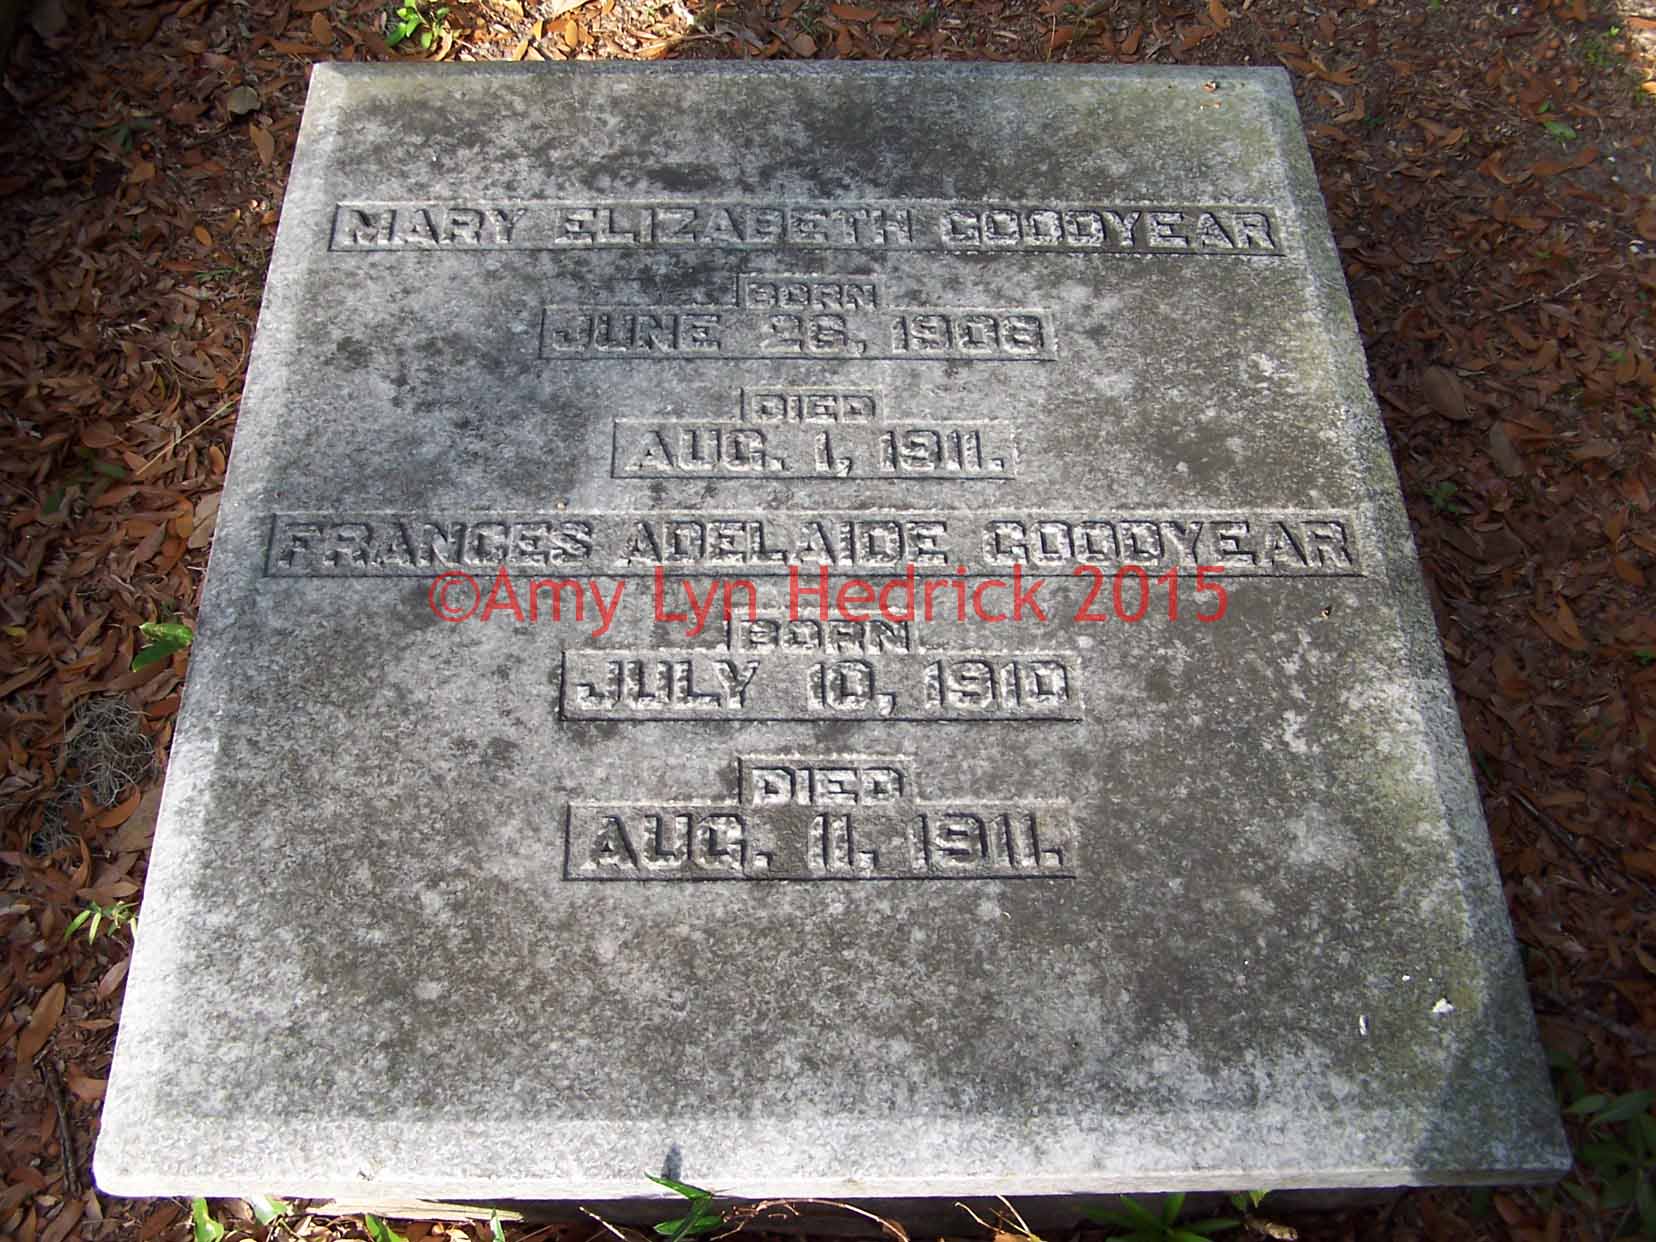 MARY ELIZABETH GOODYEAR
BORN
JUNE 26, 1908
DIED
AUG. 1, 1911.
FRANCES ADELAIDE GOODYEAR
©Amy Lyn Hedrick 2015
BORN
JULY 10, 1910
DIED
AUG. 11, 1911.